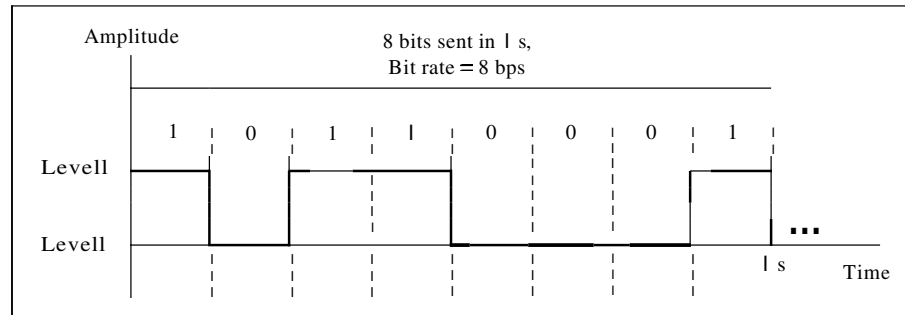 Amplitude
8 bits sent in l s,
Bit rate = 8 bps
1 0 1 l 0 0 0 1
Levell
Levell
...
l s
Time